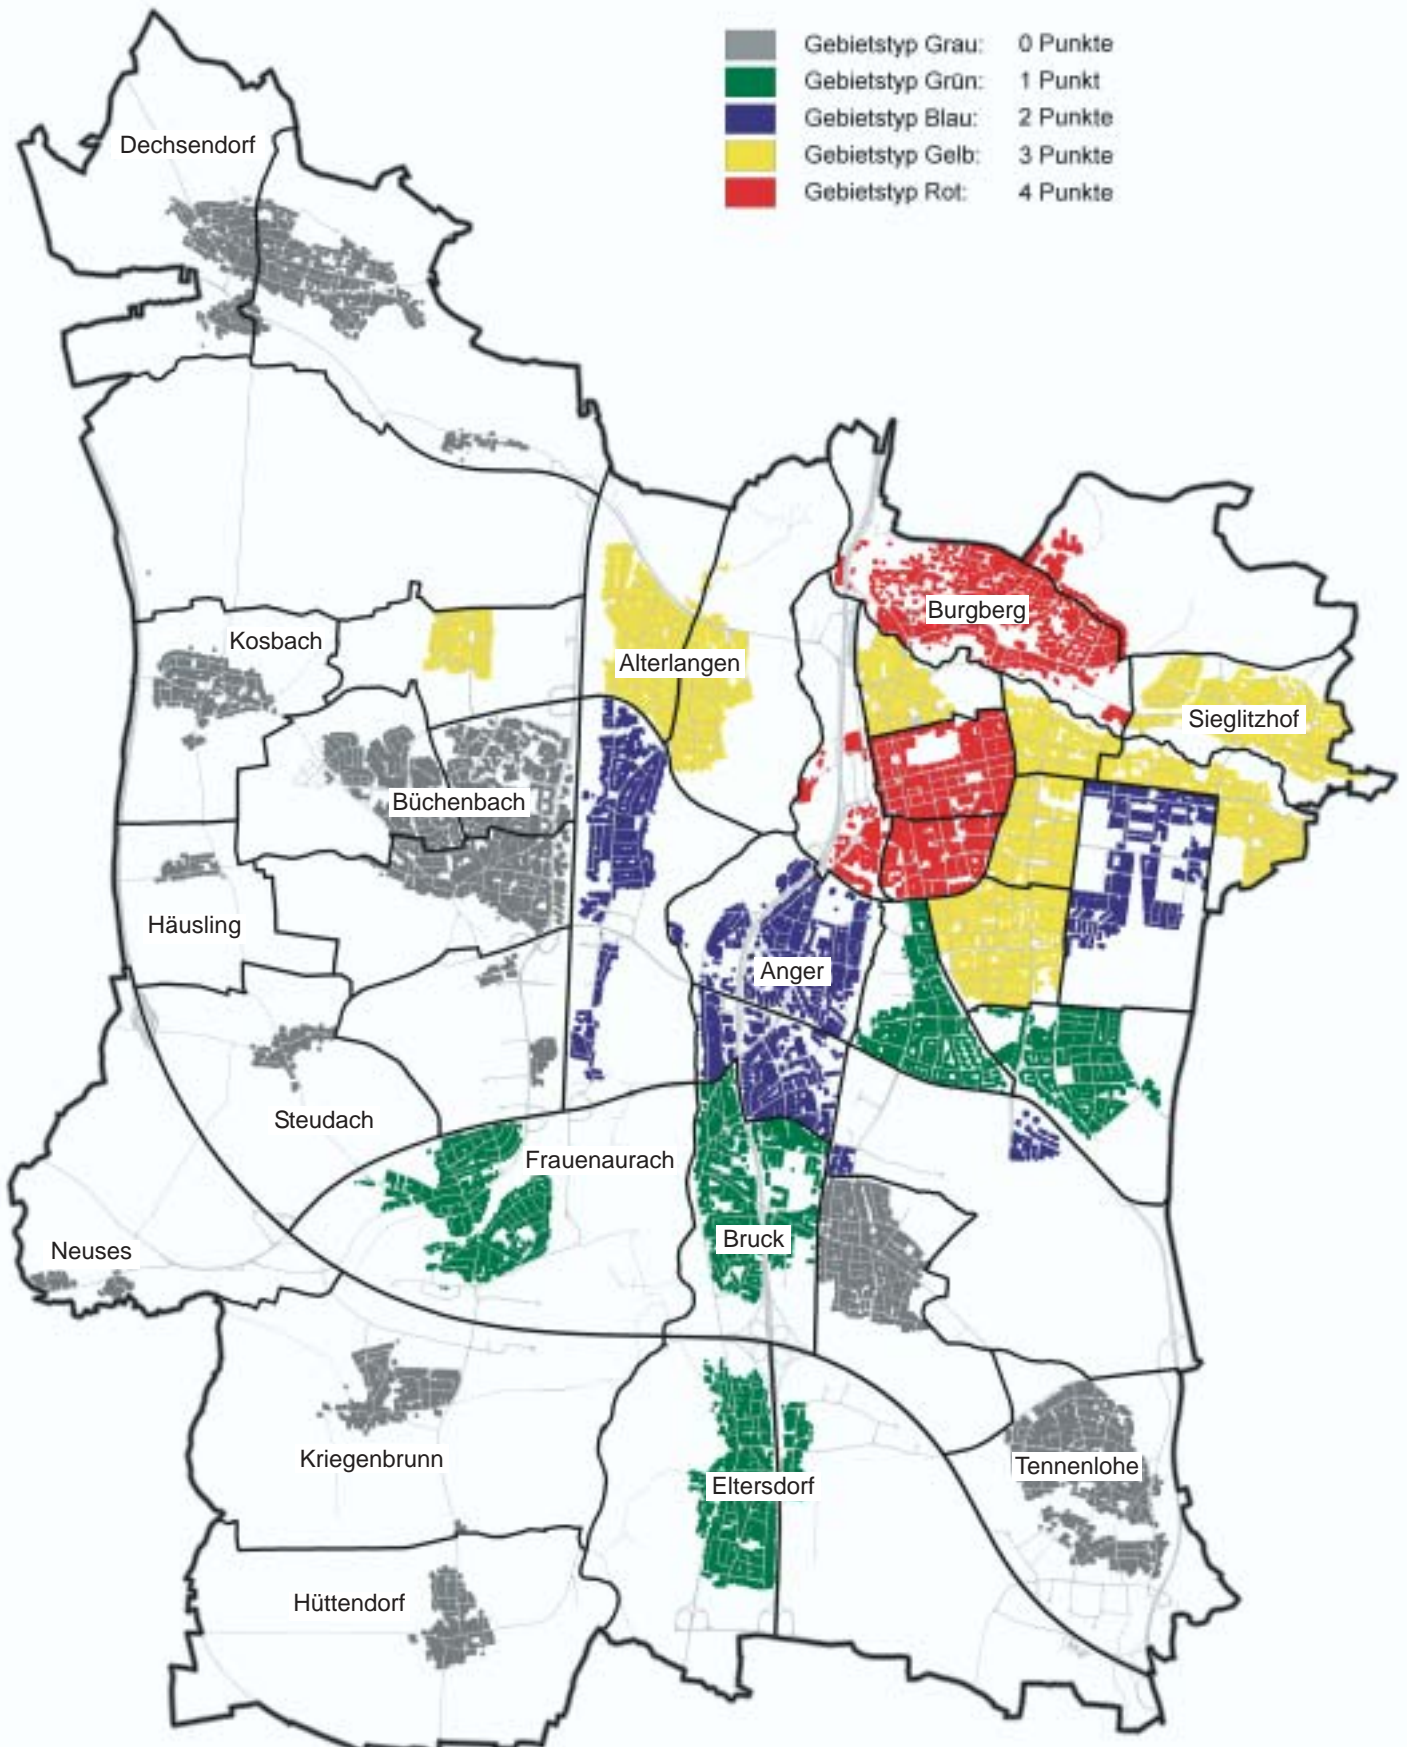 Gebietstyp Grau: 0 Punkte
Gebietstyp Grün: 1 Punkt
Gebietstyp Blau: 2 Punkte
Gebietstyp Gelb: 3 Punkte
Gebietstyp Rot: 4 Punkte
Dechsendorf
Burgberg
Kosbach
Alterlangen
Sieglitzhof
Büchenbach
Häusling
Anger
Steudach
Frauenaurach
Bruck
Neuses
Kriegenbrunn
Tennenlohe
Eltersdorf
Hüttendorf